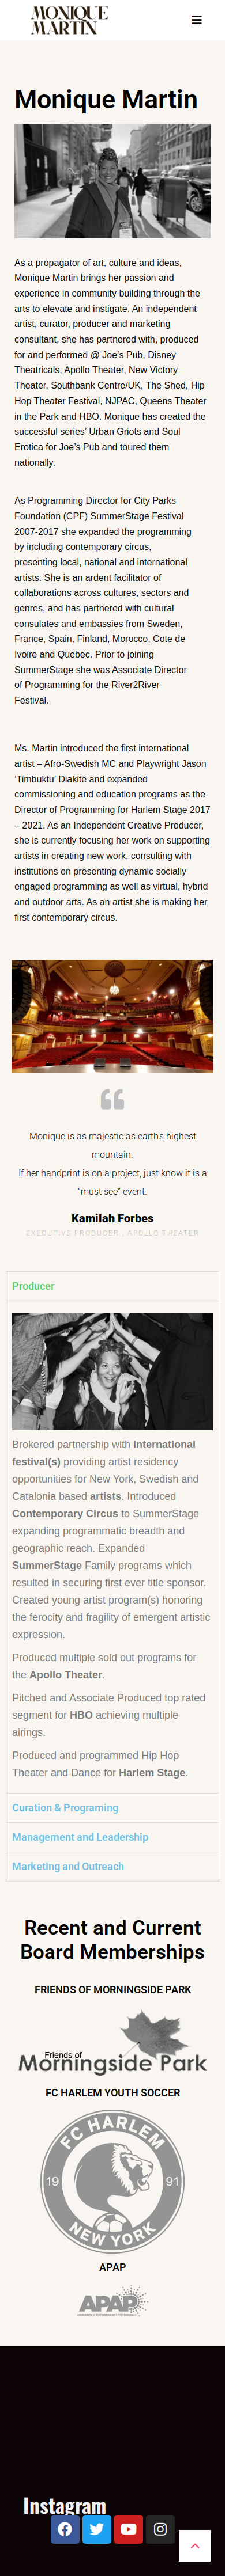 MONIQUE
MARTIN
Monique Martin
As a propagator of art, culture and ideas,
Monique Martin brings her passion and
experience in community building through the
arts to elevate and instigate. An independent
artist, curator, producer and marketing
consultant, she has partnered with, produced
for and performed @ Joe's Pub, Disney
Theatricals, Apollo Theater, New Victory
Theater, Southbank Centre/UK, The Shed, Hip
Hop Theater Festival, NJPAC, Queens Theater
in the Park and HBO. Monique has created the
successful series' Urban Griots and Soul
Erotica for Joe's Pub and toured them
nationally.
As Programming Director for City Parks
Foundation (CPF) SummerStage Festival
2007-2017 she expanded the programming
by including contemporary circus,
presenting local, national and international
artists. She is an ardent facilitator of
collaborations across cultures, sectors and
genres, and has partnered with cultural
consulates and embassies from Sweden,
France, Spain, Finland, Morocco, Cote de
Ivoire and Quebec. Prior to joining
SummerStage she was Associate Director
of Programming for the River2River
Festival.
Ms. Martin introduced the first international
artist – Afro-Swedish MC and Playwright Jason
'Timbuktu' Diakite and expanded
commissioning and education programs as the
Director of Programming for Harlem Stage 2017
– 2021. As an Independent Creative Producer,
she is currently focusing her work on supporting
artists in creating new work, consulting with
institutions on presenting dynamic socially
engaged programming as well as virtual, hybrid
and outdoor arts. As an artist she is making her
first contemporary circus.
Monique is as majestic as earth's highest
mountain.
If her handprint is on a project, just know it is a
"must see" event.
Kamilah Forbes
EXECUTIVE PRODUCER , APOLLO THEATER
Producer
Brokered partnership with International
festival(s) providing artist residency
opportunities for New York, Swedish and
Catalonia based artists. Introduced
Contemporary Circus to SummerStage
expanding programmatic breadth and
geographic reach. Expanded
SummerStage Family programs which
resulted in securing first ever title sponsor.
Created young artist program(s) honoring
the ferocity and fragility of emergent artistic
expression.
Produced multiple sold out programs for
the Apollo Theater.
Pitched and Associate Produced top rated
segment for HBO achieving multiple
airings.
Produced and programmed Hip Hop
Theater and Dance for Harlem Stage.
Curation & Programing
Management and Leadership
Marketing and Outreach
Recent and Current
Board Memberships
FRIENDS OF MORNINGSIDE PARK
Friends of
Morningside Park
FC HARLEM YOUTH SOCCER
FC HARLEM
19 91
NEW YORK
APAP
APAP
Instagram